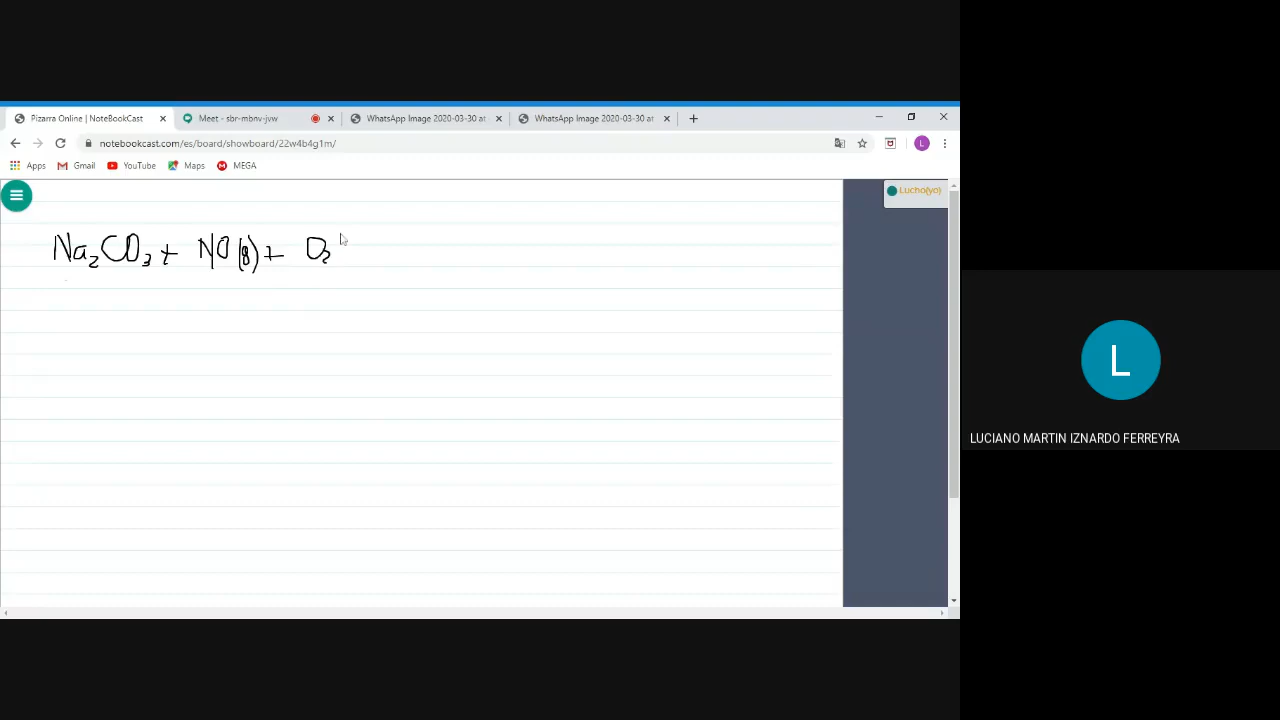 Pizarra Online | NoteBookCast
Meet - sbr-mbnv-jvw
WhatsApp Image 2020-03-30 at
WhatsApp Image 2020-03-30 at
notebookcast.com/es/board/showboard/22w4b4g1m/
L
Apps Gmail YouTube Maps MEGA
Lucho(yo)
Na₂CO₃ + NO(g) + O₂
L
LUCIANO MARTIN IZNARDO FERREYRA